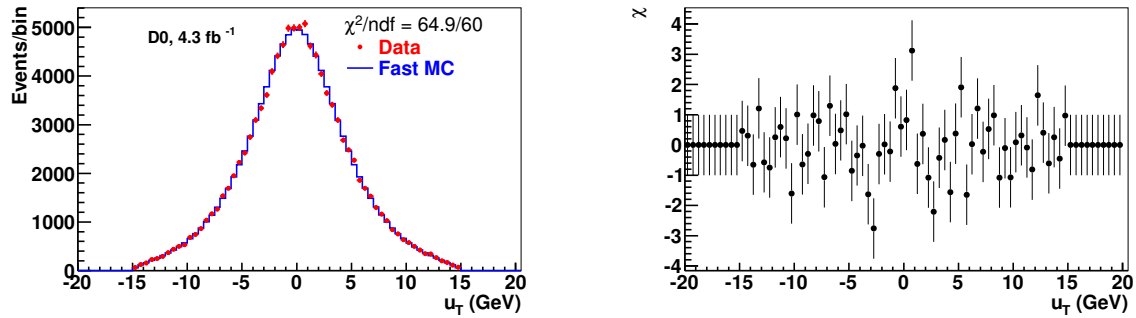 Events/bin
5000
4000
3000
2000
1000
0
D0, 4.3 fb⁻¹
χ²/ndf = 64.9/60
Data
Fast MC
-20 -15 -10 -5 0 5 10 15 20
u_T (GeV)
χ
4
3
2
1
0
-1
-2
-3
-4
-20 -15 -10 -5 0 5 10 15 20
u_T (GeV)